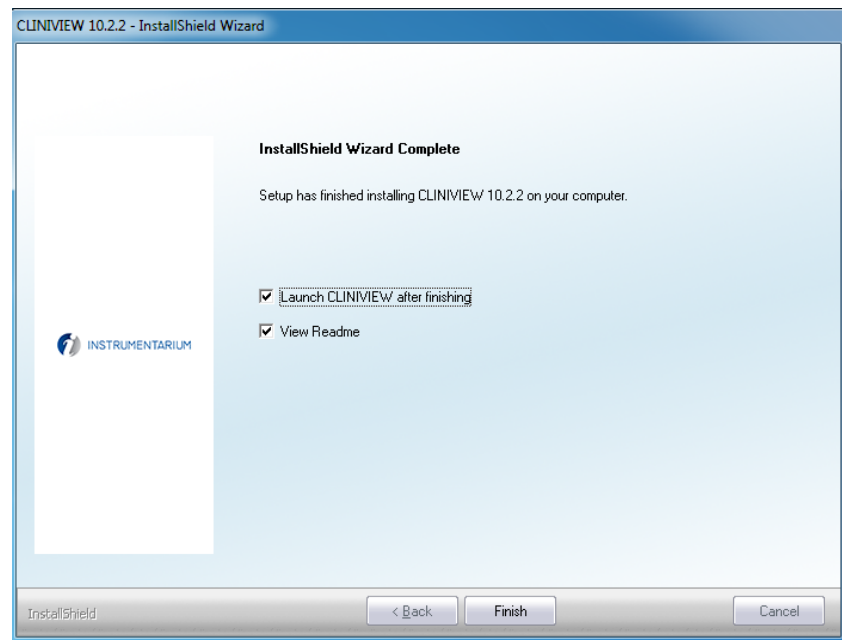 CLINIVIEW 10.2.2 - InstallShield Wizard
InstallShield Wizard Complete
Setup has finished installing CLINIVIEW 10.2.2 on your computer.
Launch CLINIVIEW after finishing
View Readme
INSTRUMENTARIUM
InstallShield
< Back
Finish
Cancel